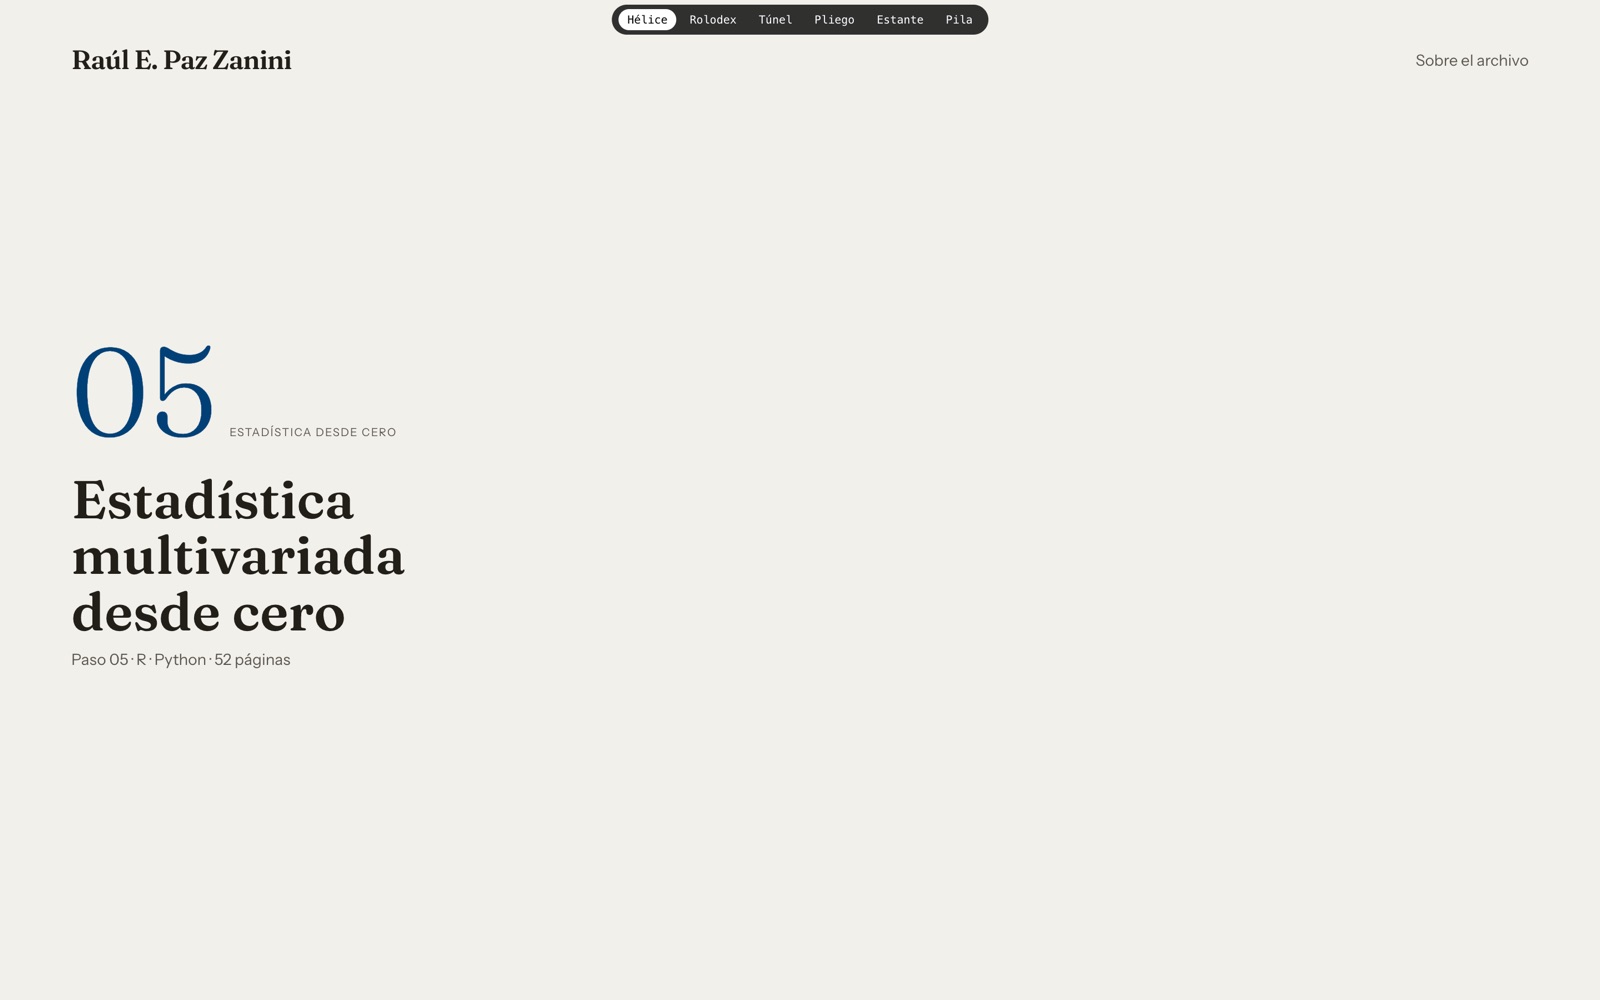 Hélice Rolodex Túnel Pliego Estante Pila
Raúl E. Paz Zanini
Sobre el archivo
05 ESTADÍSTICA DESDE CERO
Estadística
multivariada
desde cero
Paso 05 · R · Python · 52 páginas